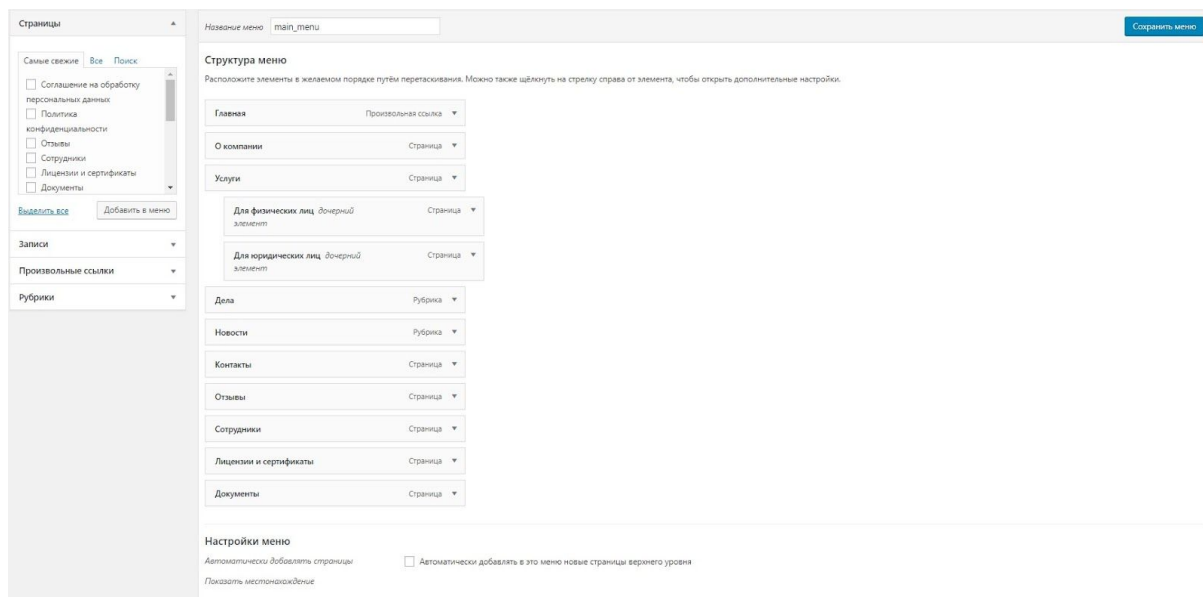 Страницы
Самые свежие Все Поиск
Соглашение на обработку
персональных данных
Политика
конфиденциальности
Отзывы
Сотрудники
Лицензии и сертификаты
Документы
Выделить все Добавить в меню
Записи
Произвольные ссылки
Рубрики
Название меню main_menu Сохранить меню
Структура меню
Расположите элементы в желаемом порядке путём перетаскивания. Можно также щёлкнуть на стрелку справа от элемента, чтобы открыть дополнительные настройки.
Главная Произвольная ссылка
О компании Страница
Услуги Страница
Для физических лиц дочерний Страница
элемент
Для юридических лиц дочерний Страница
элемент
Дела Рубрика
Новости Рубрика
Контакты Страница
Отзывы Страница
Сотрудники Страница
Лицензии и сертификаты Страница
Документы Страница
Настройки меню
Автоматически добавлять страницы Автоматически добавлять в это меню новые страницы верхнего уровня
Показать местонахождение